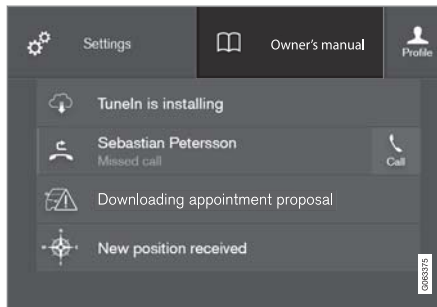 Settings
Owner's manual
Profile
TuneIn is installing
Sebastian Petersson
Missed call
Call
Downloading appointment proposal
New position received
G063375